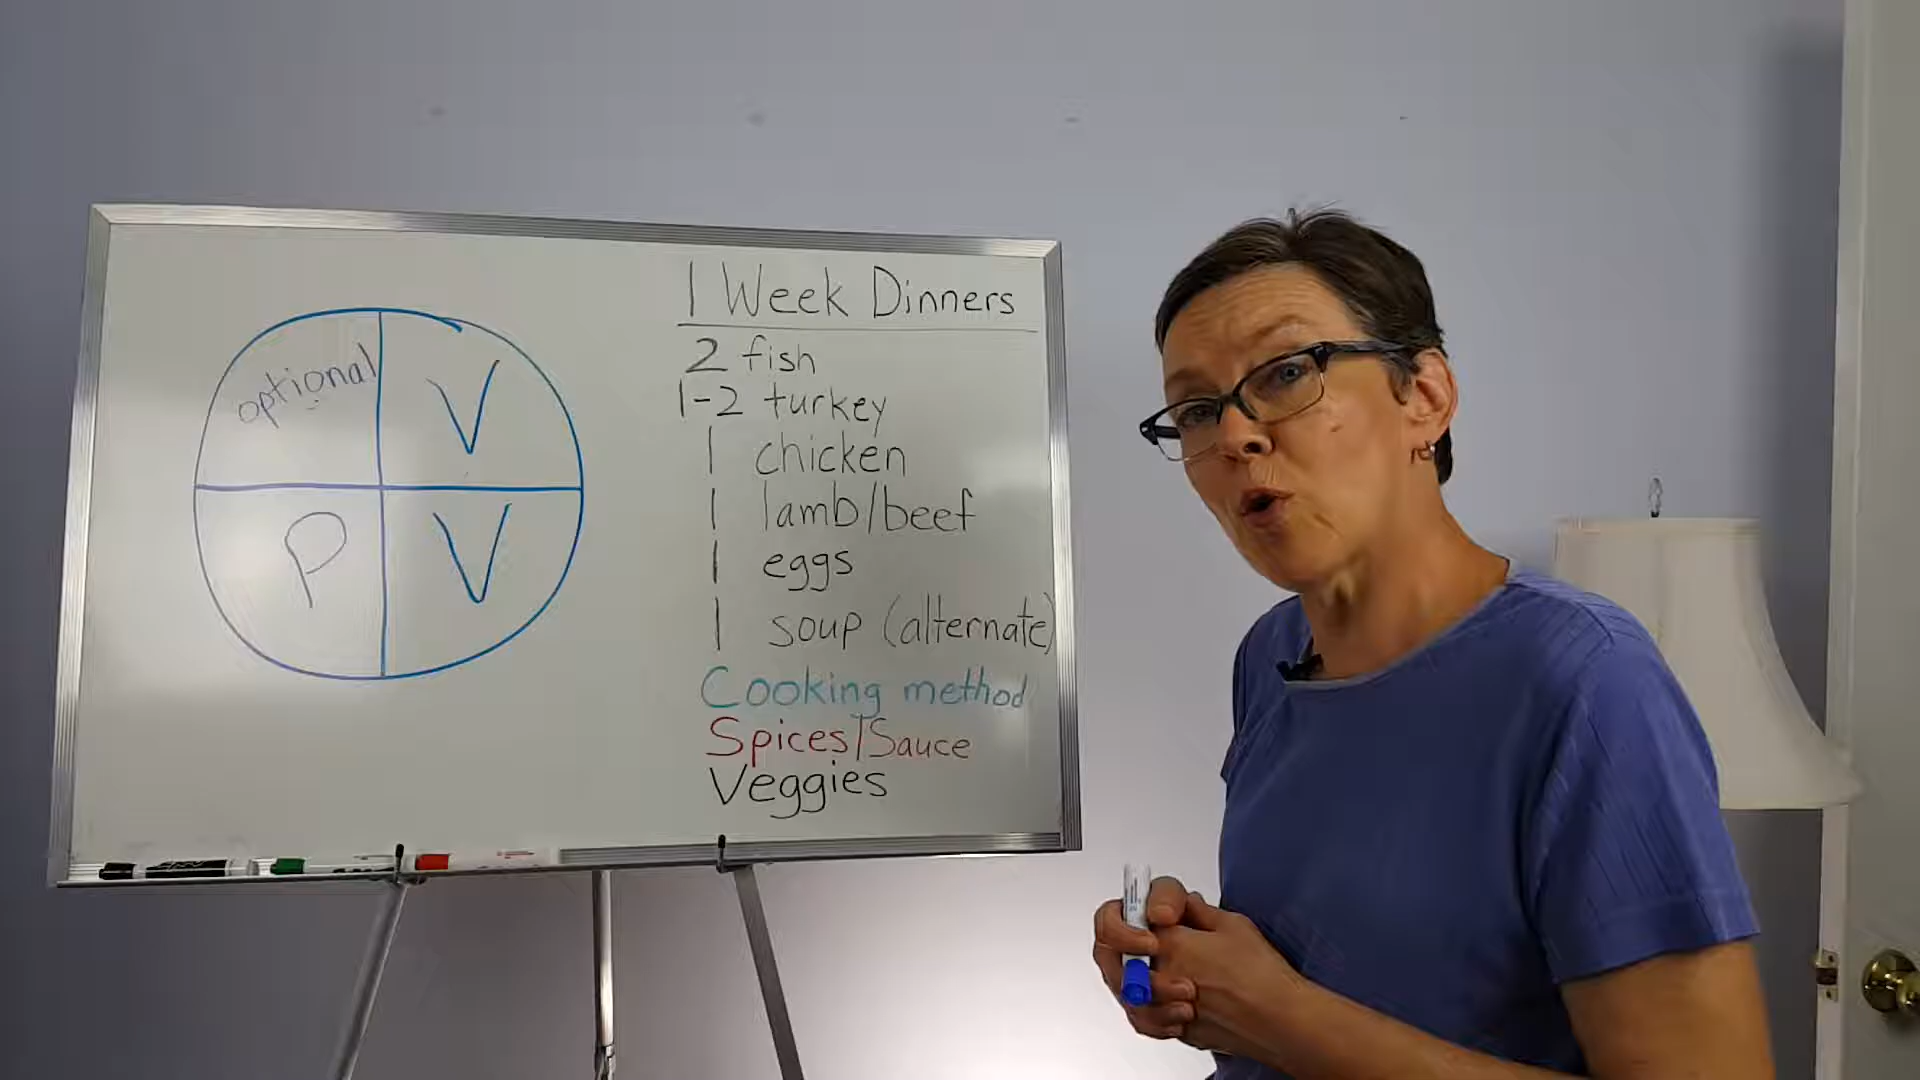 optional
V
P
V
1 Week Dinners
2 fish
1-2 turkey
1 chicken
1 lamb/beef
1 eggs
1 soup (alternate)
Cooking method
Spices/Sauce
Veggies